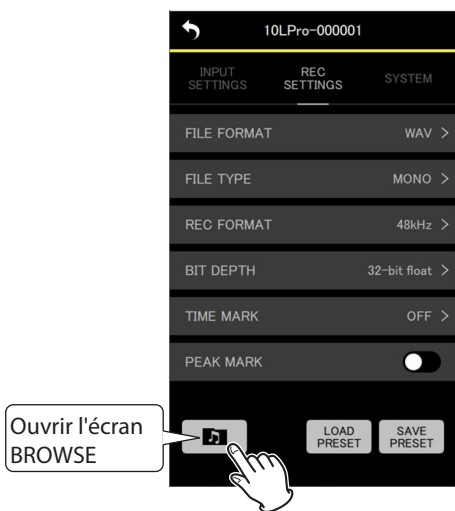 10LPro-000001
INPUT SETTINGS REC SETTINGS SYSTEM
FILE FORMAT WAV >
FILE TYPE MONO >
REC FORMAT 48kHz >
BIT DEPTH 32-bit float >
TIME MARK OFF >
PEAK MARK
Ouvrir l'écran
BROWSE
LOAD
PRESET
SAVE
PRESET